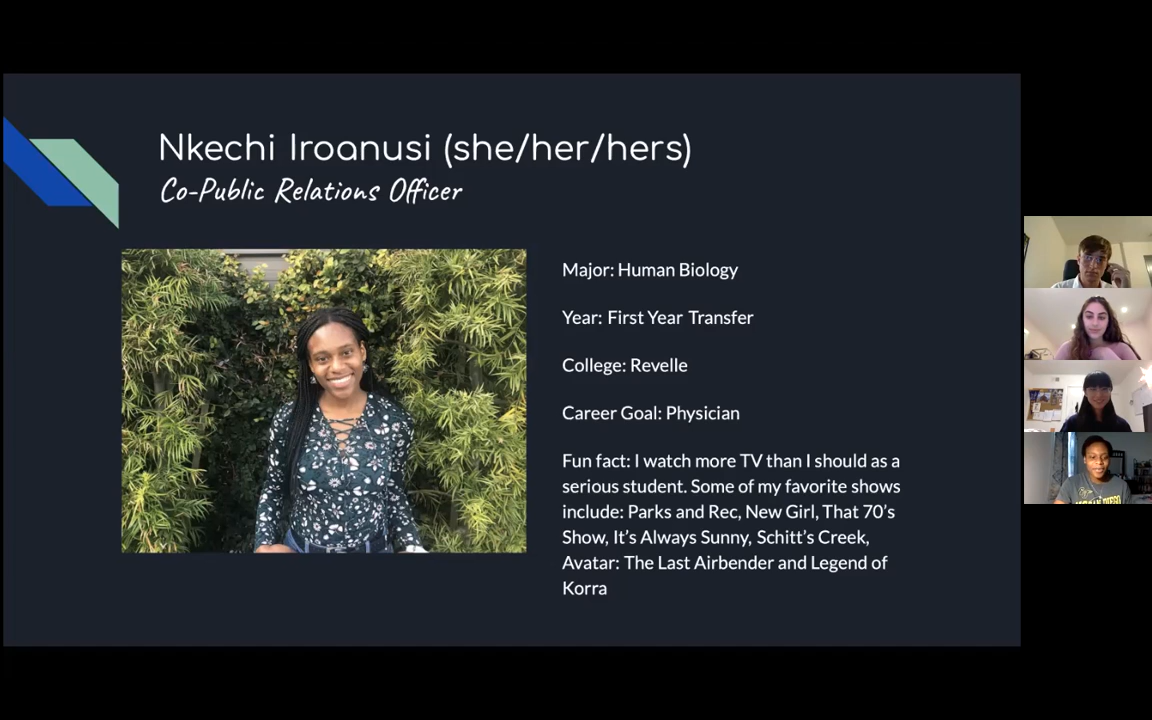 Nkechi Iroanusi (she/her/hers)
Co-Public Relations Officer
Major: Human Biology
Year: First Year Transfer
College: Revelle
Career Goal: Physician
Fun fact: I watch more TV than I should as a
serious student. Some of my favorite shows
include: Parks and Rec, New Girl, That 70's
Show, It's Always Sunny, Schitt's Creek,
Avatar: The Last Airbender and Legend of
Korra